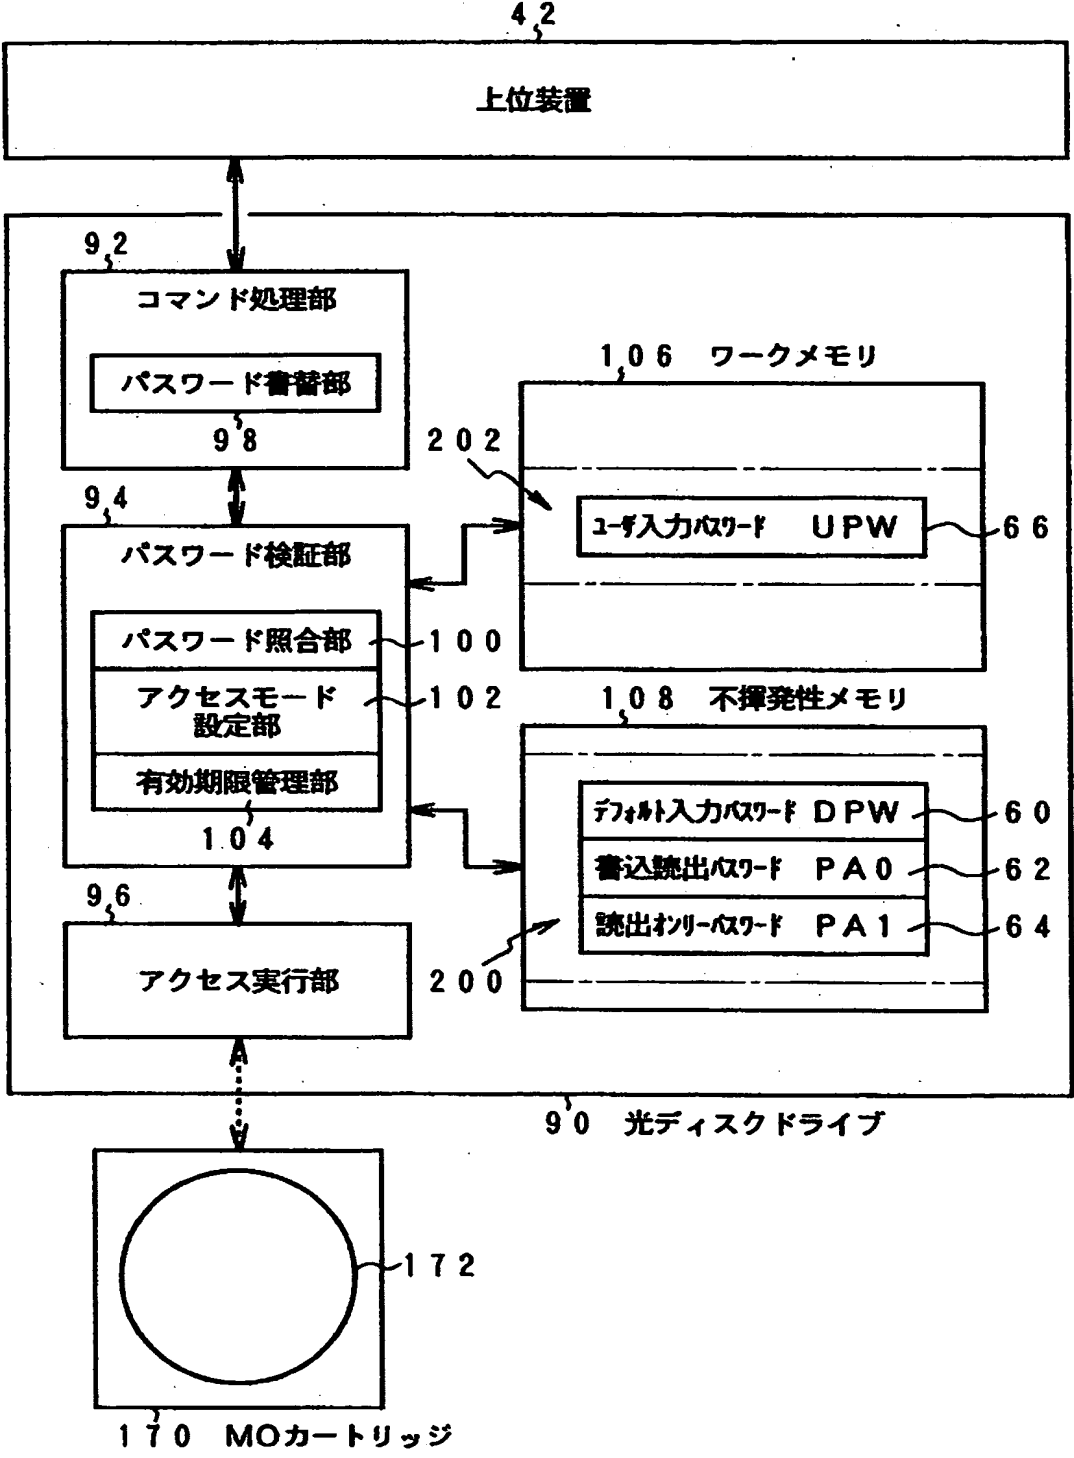 42
上位装置
92
コマンド処理部
パスワード書替部
98
94
パスワード検証部
パスワード照合部
100
アクセスモード
設定部
102
有効期限管理部
104
96
アクセス実行部
106 ワークメモリ
202
ユーザ入力パスワード UPW
66
108 不揮発性メモリ
デフォルト入力パスワード DPW
60
書込読出パスワード PA0
62
読出オンリーパスワード PA1
64
200
90 光ディスクドライブ
172
170 MOカートリッジ